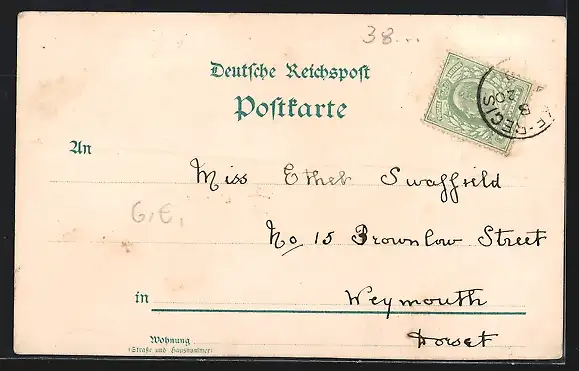 38...
Deutsche Reichspost
Postkarte
An
Miss Ethel Swaffield
G.E.
No 15 Brownlow Street
in Weymouth
Dorset
Wohnung
(Straße und Hausnummer)